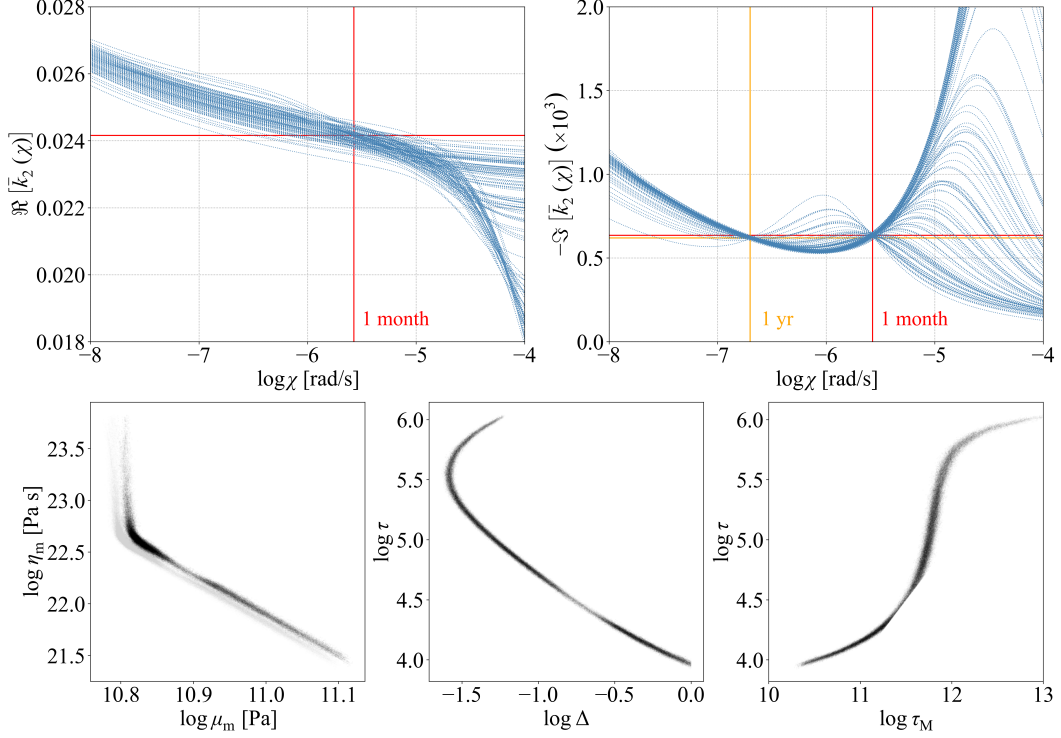 0.028
0.026
0.024
0.022
0.020
0.018
ℜ [k̄₂(χ)]
1 month
−8 −7 −6 −5 −4
log χ [rad/s]
2.0
1.5
1.0
0.5
0.0
−ℑ [k̄₂(χ)] (×10³)
1 yr
1 month
−8 −7 −6 −5 −4
log χ [rad/s]
23.5
23.0
22.5
22.0
21.5
log ηₘ [Pa s]
10.8 10.9 11.0 11.1
log μₘ [Pa]
6.0
5.5
5.0
4.5
4.0
log τ
−1.5 −1.0 −0.5 0.0
log Δ
6.0
5.5
5.0
4.5
4.0
log τ
10 11 12 13
log τ_M